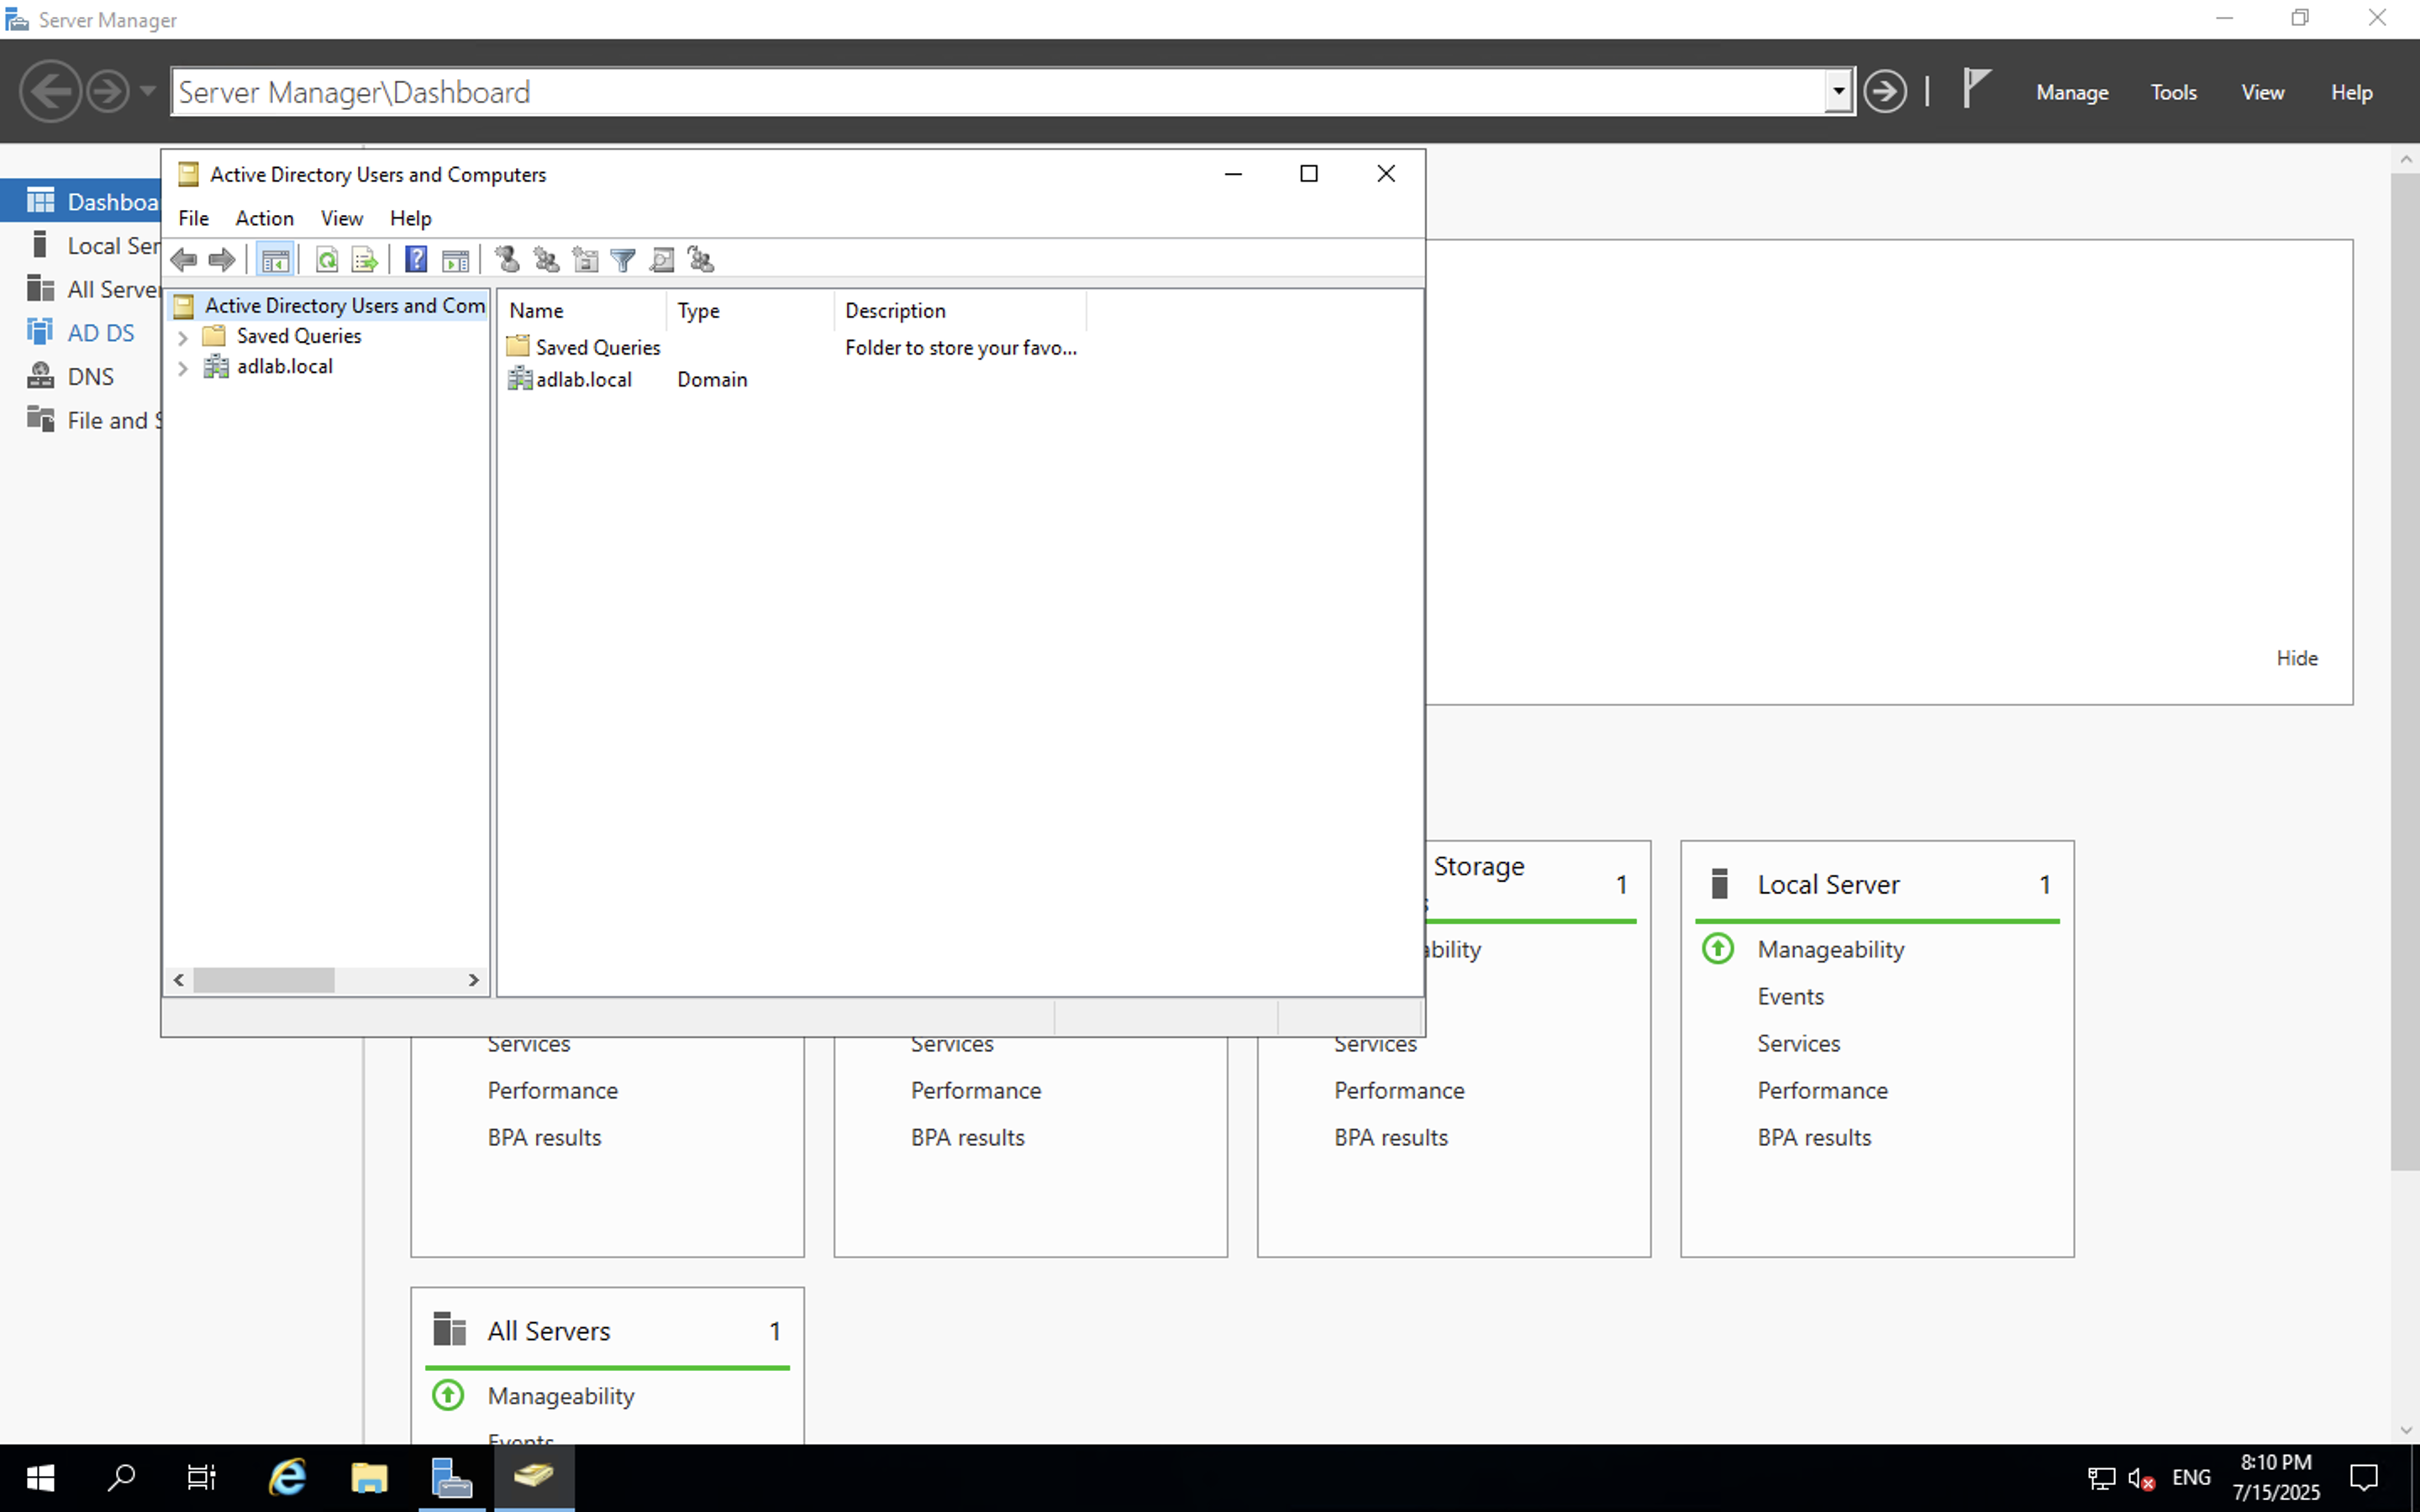 Server Manager
Server Manager\Dashboard
Manage
Tools
View
Help
Active Directory Users and Computers
File
Action
View
Help
Active Directory Users and Com
Saved Queries
adlab.local
Name
Type
Description
Saved Queries
Folder to store your favo...
adlab.local
Domain
Dashboa
Local Ser
All Server
AD DS
DNS
File and S
Hide
Storage
1
ability
Services
Performance
BPA results
Services
Performance
BPA results
Services
Performance
BPA results
Local Server
1
Manageability
Events
Services
Performance
BPA results
All Servers
1
Manageability
Events
ENG
8:10 PM
7/15/2025